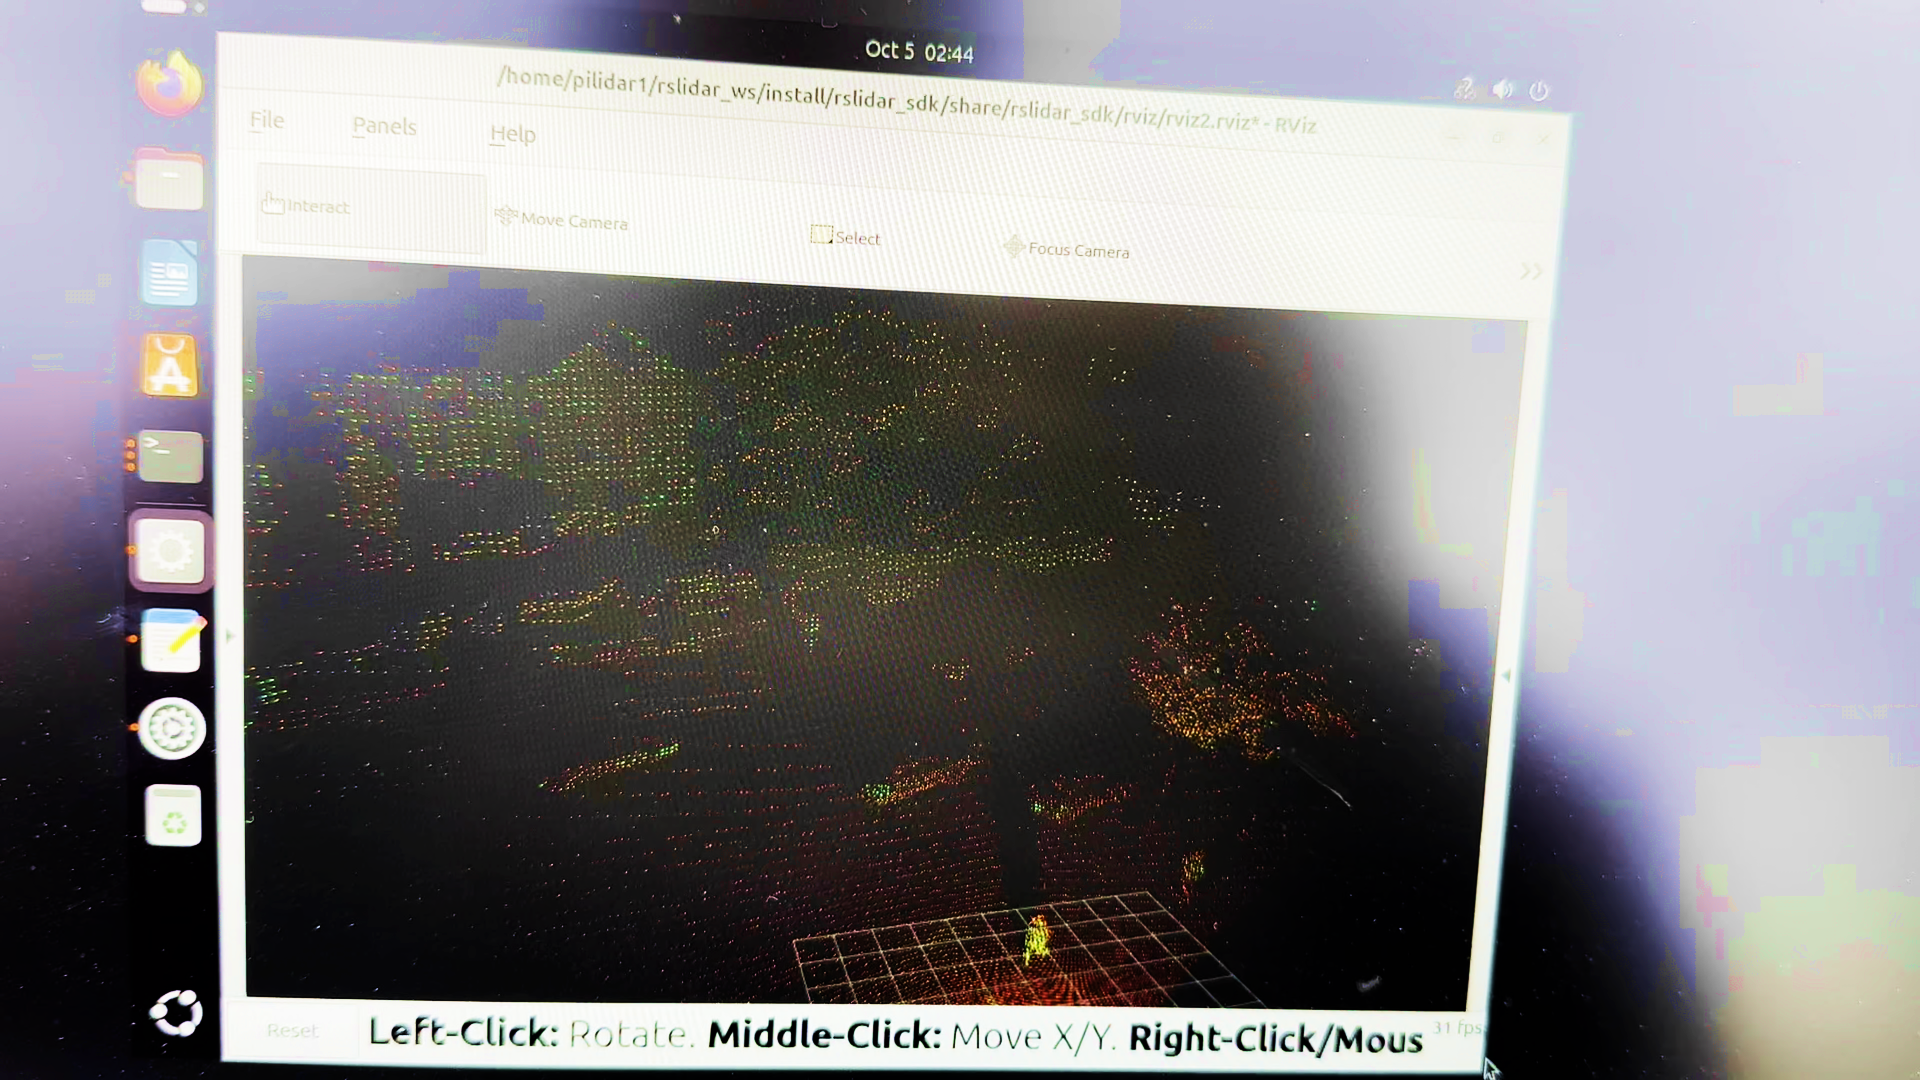 Oct 5 02:44
/home/pilidar1/rslidar_ws/install/rslidar_sdk/share/rslidar_sdk/rviz/rviz2.rviz* - RViz
File Panels Help
Interact Move Camera Select Focus Camera
Reset Left-Click: Rotate. Middle-Click: Move X/Y. Right-Click/Mous 31 fps